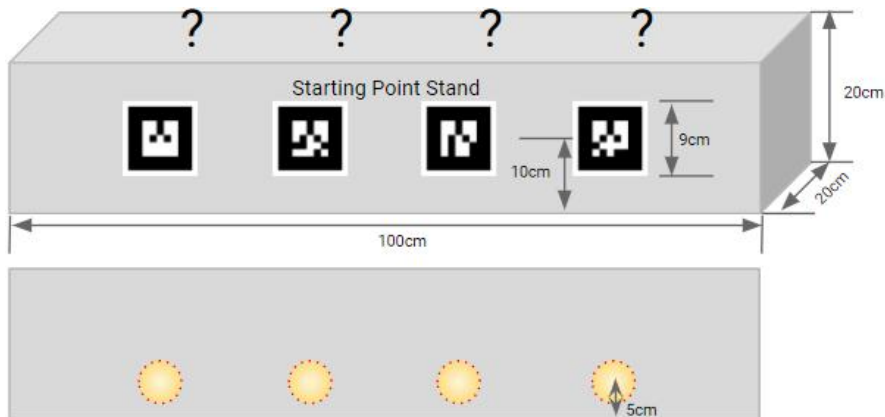 ? ? ? ?
Starting Point Stand
20cm
9cm
10cm
20cm
100cm
5cm